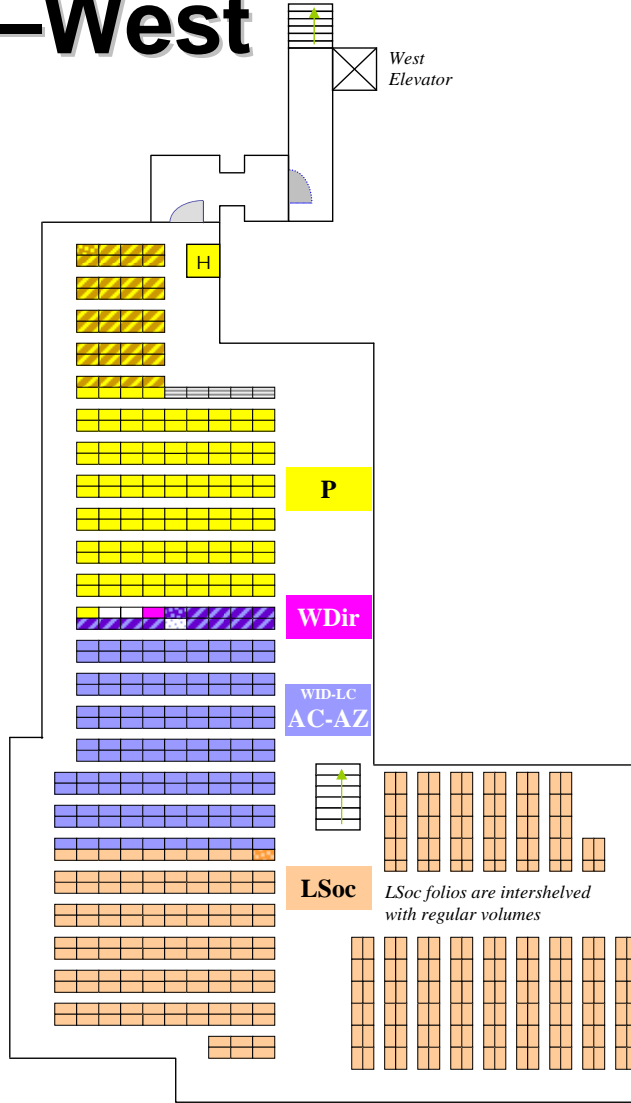 –West
West
Elevator
H
P
WDir
WID-LC
AC-AZ
LSoc
LSoc folios are intershelved
with regular volumes